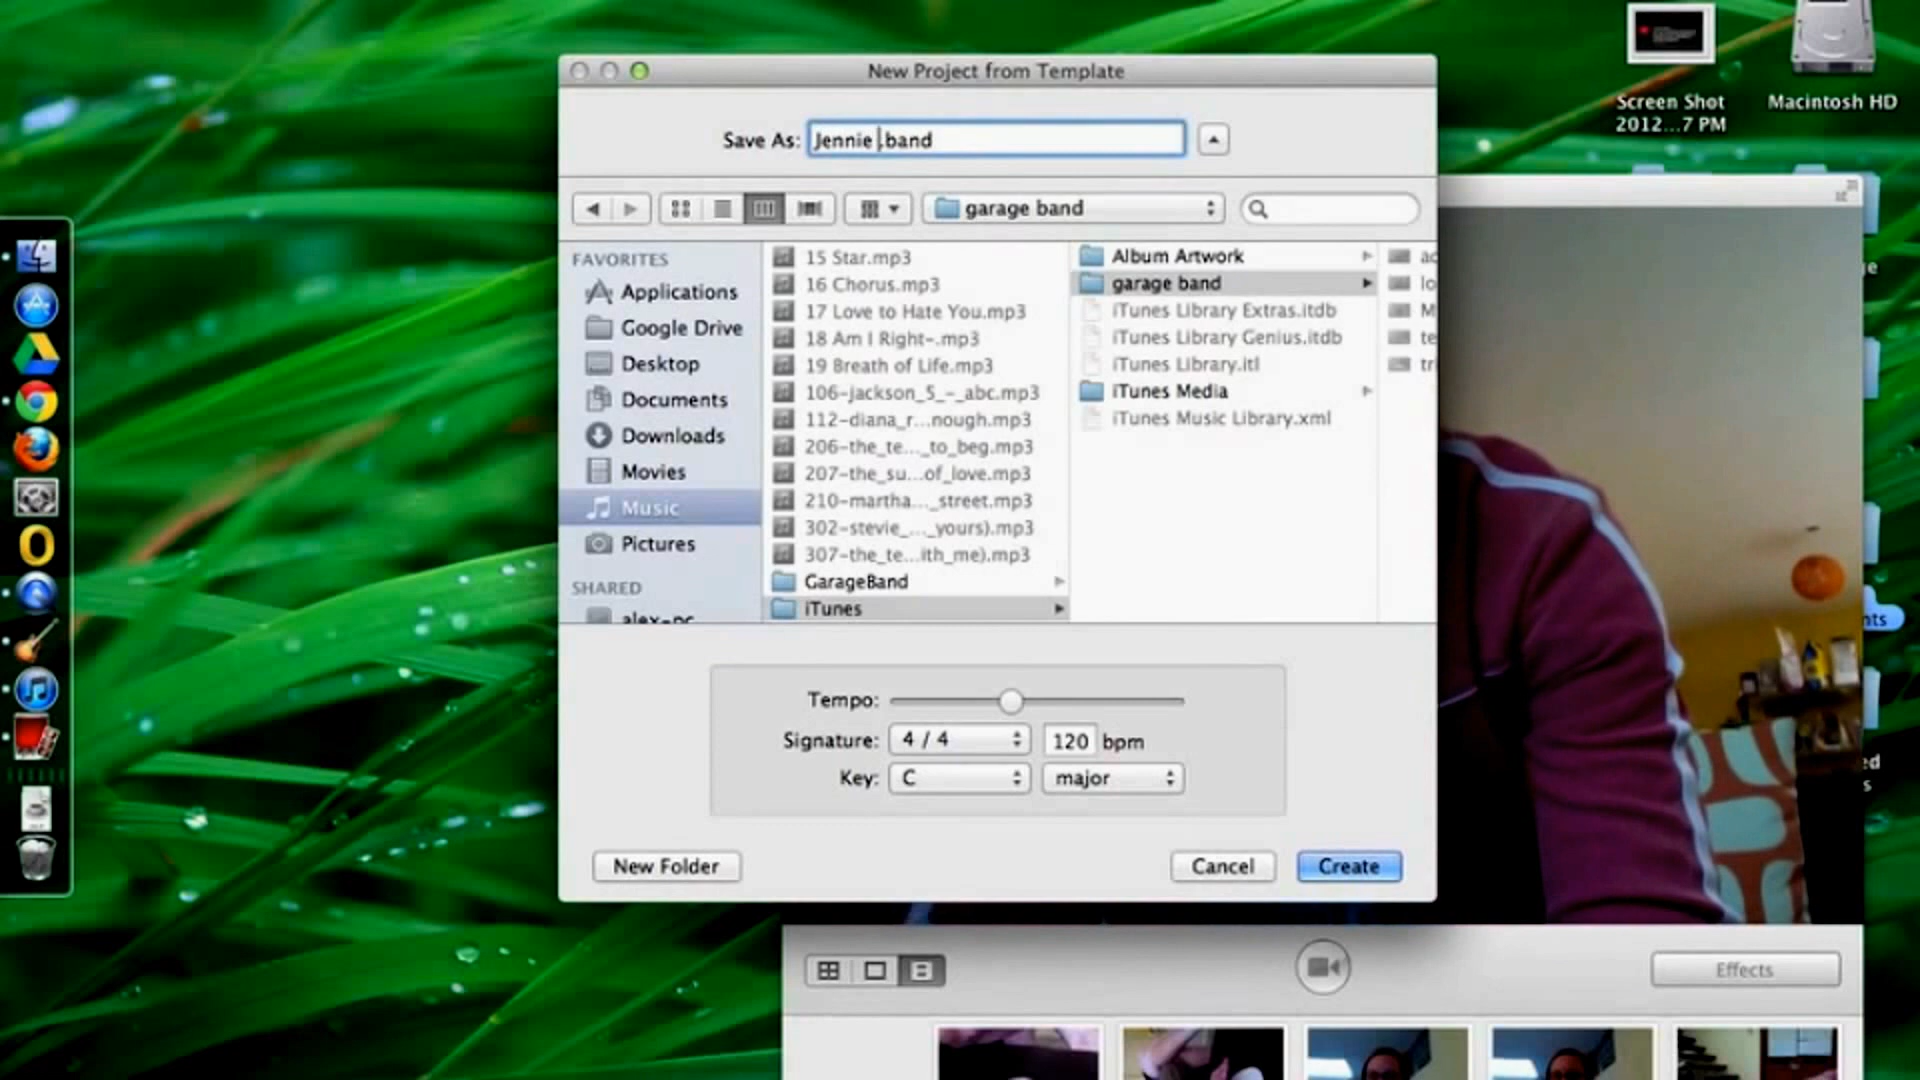 New Project from Template
Screen Shot
2012...7 PM
Macintosh HD
Save As: Jennie .band
garage band
FAVORITES
Applications
Google Drive
Desktop
Documents
Downloads
Movies
Music
Pictures
SHARED
alex-pc
15 Star.mp3
16 Chorus.mp3
17 Love to Hate You.mp3
18 Am I Right-.mp3
19 Breath of Life.mp3
106-jackson_5_-_abc.mp3
112-diana_r...nough.mp3
206-the_te..._to_beg.mp3
207-the_su...of_love.mp3
210-martha..._street.mp3
302-stevie_..._yours).mp3
307-the_te...ith_me).mp3
GarageBand
iTunes
Album Artwork
garage band
iTunes Library Extras.itdb
iTunes Library Genius.itdb
iTunes Library.itl
iTunes Media
iTunes Music Library.xml
Tempo:
Signature: 4 / 4 120 bpm
Key: C major
New Folder
Cancel
Create
Effects